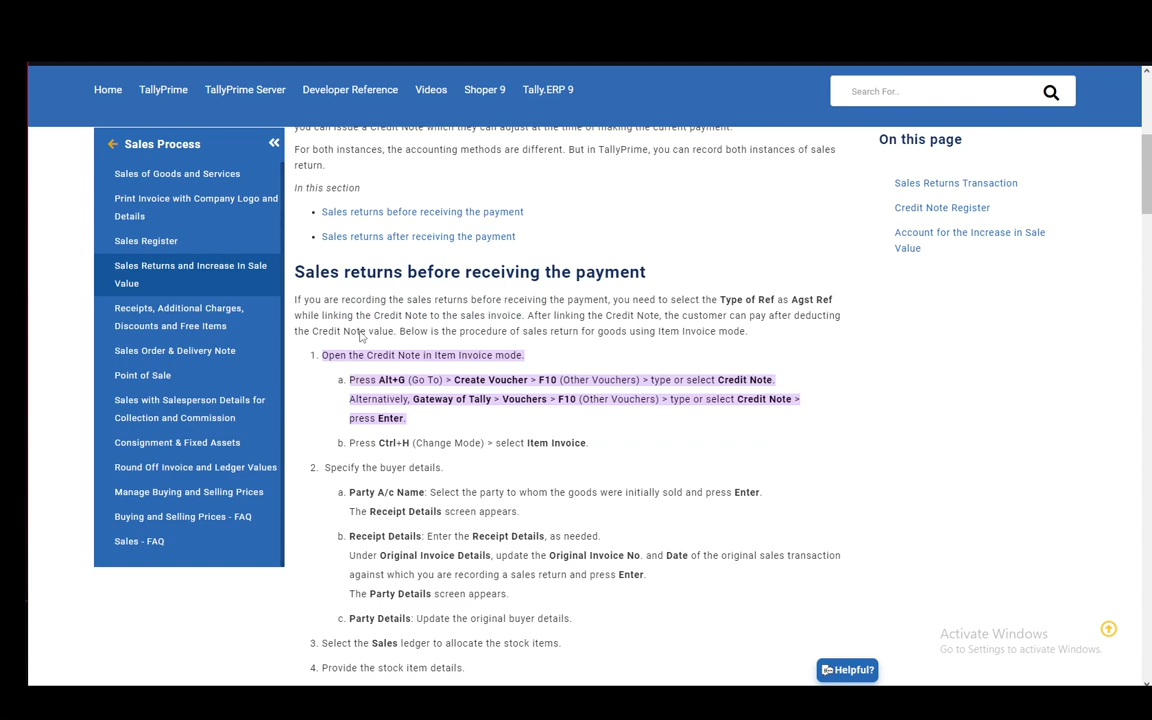 Home TallyPrime TallyPrime Server Developer Reference Videos Shoper 9 Tally.ERP 9
Search For..
Sales Process
Sales of Goods and Services
Print Invoice with Company Logo and
Details
Sales Register
Sales Returns and Increase In Sale
Value
Receipts, Additional Charges,
Discounts and Free Items
Sales Order & Delivery Note
Point of Sale
Sales with Salesperson Details for
Collection and Commission
Consignment & Fixed Assets
Round Off Invoice and Ledger Values
Manage Buying and Selling Prices
Buying and Selling Prices - FAQ
Sales - FAQ
you can issue a Credit Note which they can adjust at the time of making the current payment.
For both instances, the accounting methods are different. But in TallyPrime, you can record both instances of sales
return.
In this section
• Sales returns before receiving the payment
• Sales returns after receiving the payment
Sales returns before receiving the payment
If you are recording the sales returns before receiving the payment, you need to select the Type of Ref as Agst Ref
while linking the Credit Note to the sales invoice. After linking the Credit Note, the customer can pay after deducting
the Credit Note value. Below is the procedure of sales return for goods using Item Invoice mode.
1. Open the Credit Note in Item Invoice mode.
a. Press Alt+G (Go To) > Create Voucher > F10 (Other Vouchers) > type or select Credit Note.
Alternatively, Gateway of Tally > Vouchers > F10 (Other Vouchers) > type or select Credit Note >
press Enter.
b. Press Ctrl+H (Change Mode) > select Item Invoice.
2. Specify the buyer details.
a. Party A/c Name: Select the party to whom the goods were initially sold and press Enter.
The Receipt Details screen appears.
b. Receipt Details: Enter the Receipt Details, as needed.
Under Original Invoice Details, update the Original Invoice No. and Date of the original sales transaction
against which you are recording a sales return and press Enter.
The Party Details screen appears.
c. Party Details: Update the original buyer details.
3. Select the Sales ledger to allocate the stock items.
4. Provide the stock item details.
On this page
Sales Returns Transaction
Credit Note Register
Account for the Increase in Sale
Value
Activate Windows
Go to Settings to activate Windows.
Helpful?